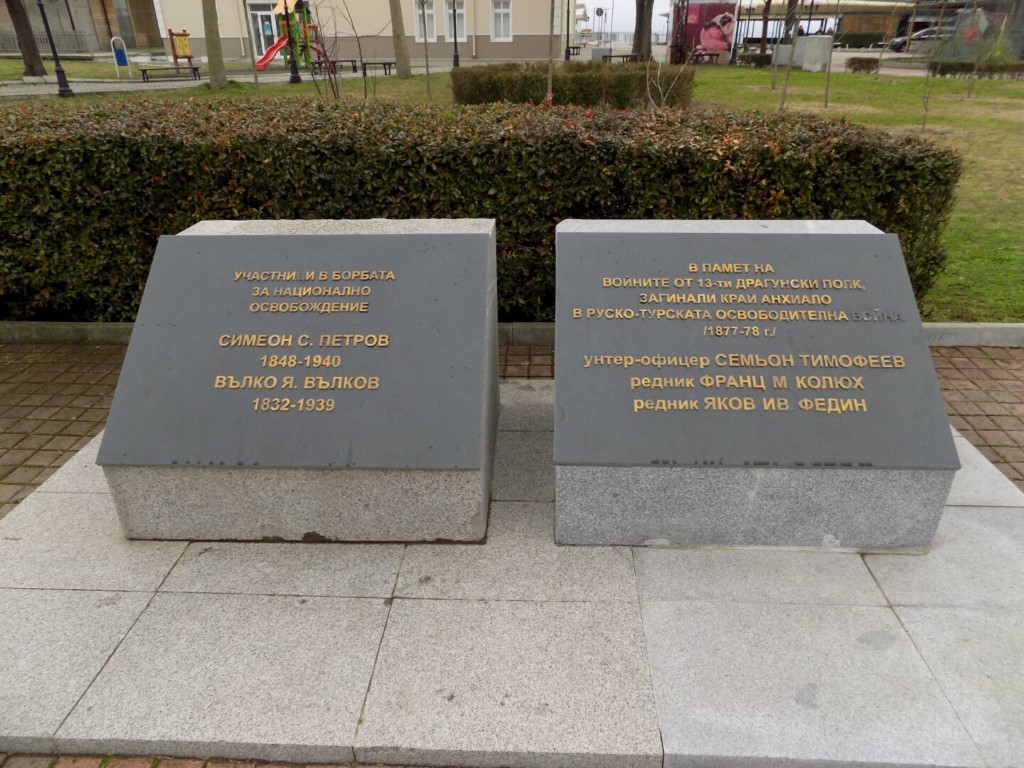 УЧАСТНИЦИ В БОРБАТА
ЗА НАЦИОНАЛНО
ОСВОБОЖДЕНИЕ
СИМЕОН С. ПЕТРОВ
1848-1940
ВЪЛКО Я. ВЪЛКОВ
1832-1939
В ПАМЕТ НА
ВОЙНИТЕ ОТ 13-ти ДРАГУНСКИ ПОЛК,
ЗАГИНАЛИ КРАИ АНХИАЛО
В РУСКО-ТУРСКАТА ОСВОБОДИТЕЛНА ВОЙНА
/1877-78 г./
унтер-офицер СЕМЬОН ТИМОФЕЕВ
редник ФРАНЦ М. КОЛЮХ
редник ЯКОВ ИВ. ФЕДИН